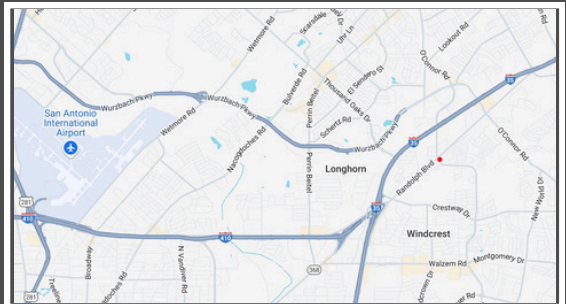 Scarsdale
Wetmore Rd
Uhr Ln
Lookout Rd
O'Connor Rd
El Sendero St
Thousand Oaks Dr
Bulverde Rd
Perrin Beitel
35
Wurzbach Pkwy
Wurzbach Pkwy
San Antonio
International
Airport
Wetmore Rd
Schertz Rd
Wurzbach Pkwy
35
O'Connor Rd
Nacogdoches Rd
Perrin Beitel
Longhorn
Randolph Blvd
New World Dr
281
410
35
Crestway Dr
410
Windcrest
Broadway
N Vandiver Rd
368
Walzem Rd
Montgomery Dr
281